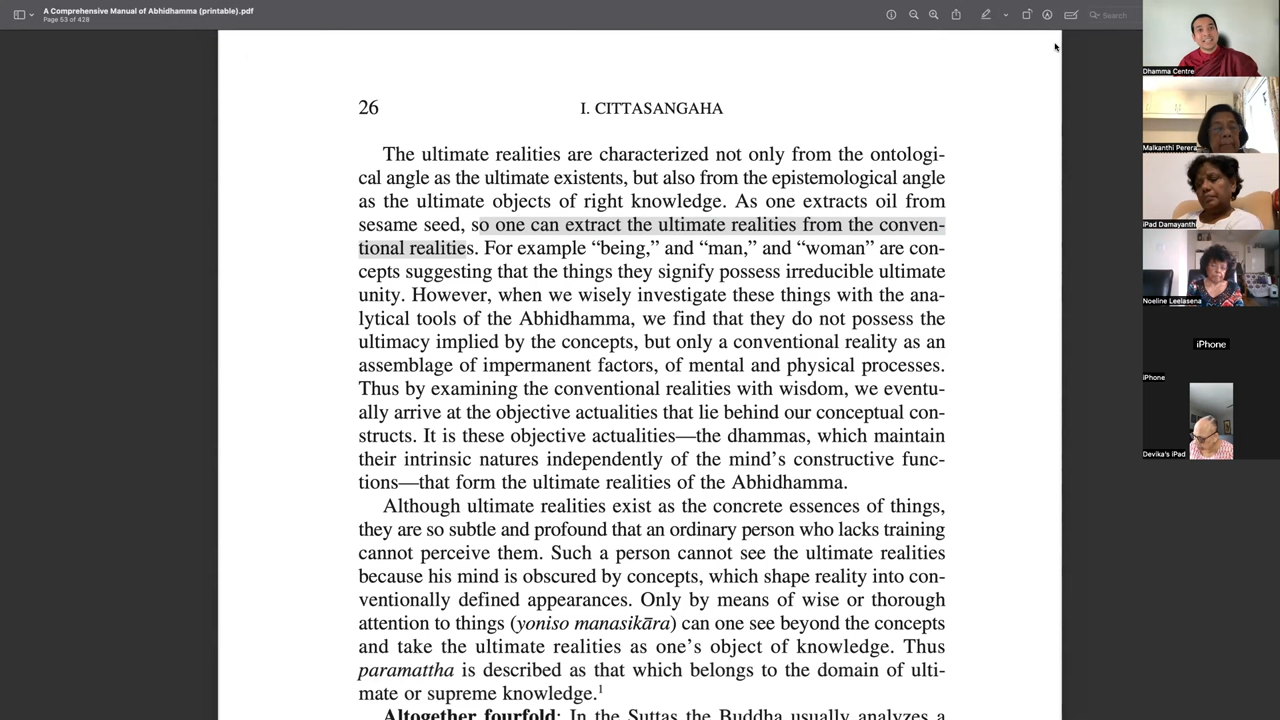 A Comprehensive Manual of Abhidhamma (printable).pdf
Page 53 of 428
Search
26
I. CITTASANGAHA
The ultimate realities are characterized not only from the ontologi-
cal angle as the ultimate existents, but also from the epistemological angle
as the ultimate objects of right knowledge. As one extracts oil from
sesame seed, so one can extract the ultimate realities from the conven-
tional realities. For example “being,” and “man,” and “woman” are con-
cepts suggesting that the things they signify possess irreducible ultimate
unity. However, when we wisely investigate these things with the ana-
lytical tools of the Abhidhamma, we find that they do not possess the
ultimacy implied by the concepts, but only a conventional reality as an
assemblage of impermanent factors, of mental and physical processes.
Thus by examining the conventional realities with wisdom, we eventu-
ally arrive at the objective actualities that lie behind our conceptual con-
structs. It is these objective actualities—the dhammas, which maintain
their intrinsic natures independently of the mind’s constructive func-
tions—that form the ultimate realities of the Abhidhamma.
Although ultimate realities exist as the concrete essences of things,
they are so subtle and profound that an ordinary person who lacks training
cannot perceive them. Such a person cannot see the ultimate realities
because his mind is obscured by concepts, which shape reality into con-
ventionally defined appearances. Only by means of wise or thorough
attention to things (yoniso manasikāra) can one see beyond the concepts
and take the ultimate realities as one’s object of knowledge. Thus
paramattha is described as that which belongs to the domain of ulti-
mate or supreme knowledge.1
Altogether fourfold: In the Suttas the Buddha usually analyzes a
Dhamma Centre
Malkanthi Perera
iPad Damayanthi
Noeline Leelasena
iPhone
iPhone
Devika's iPad